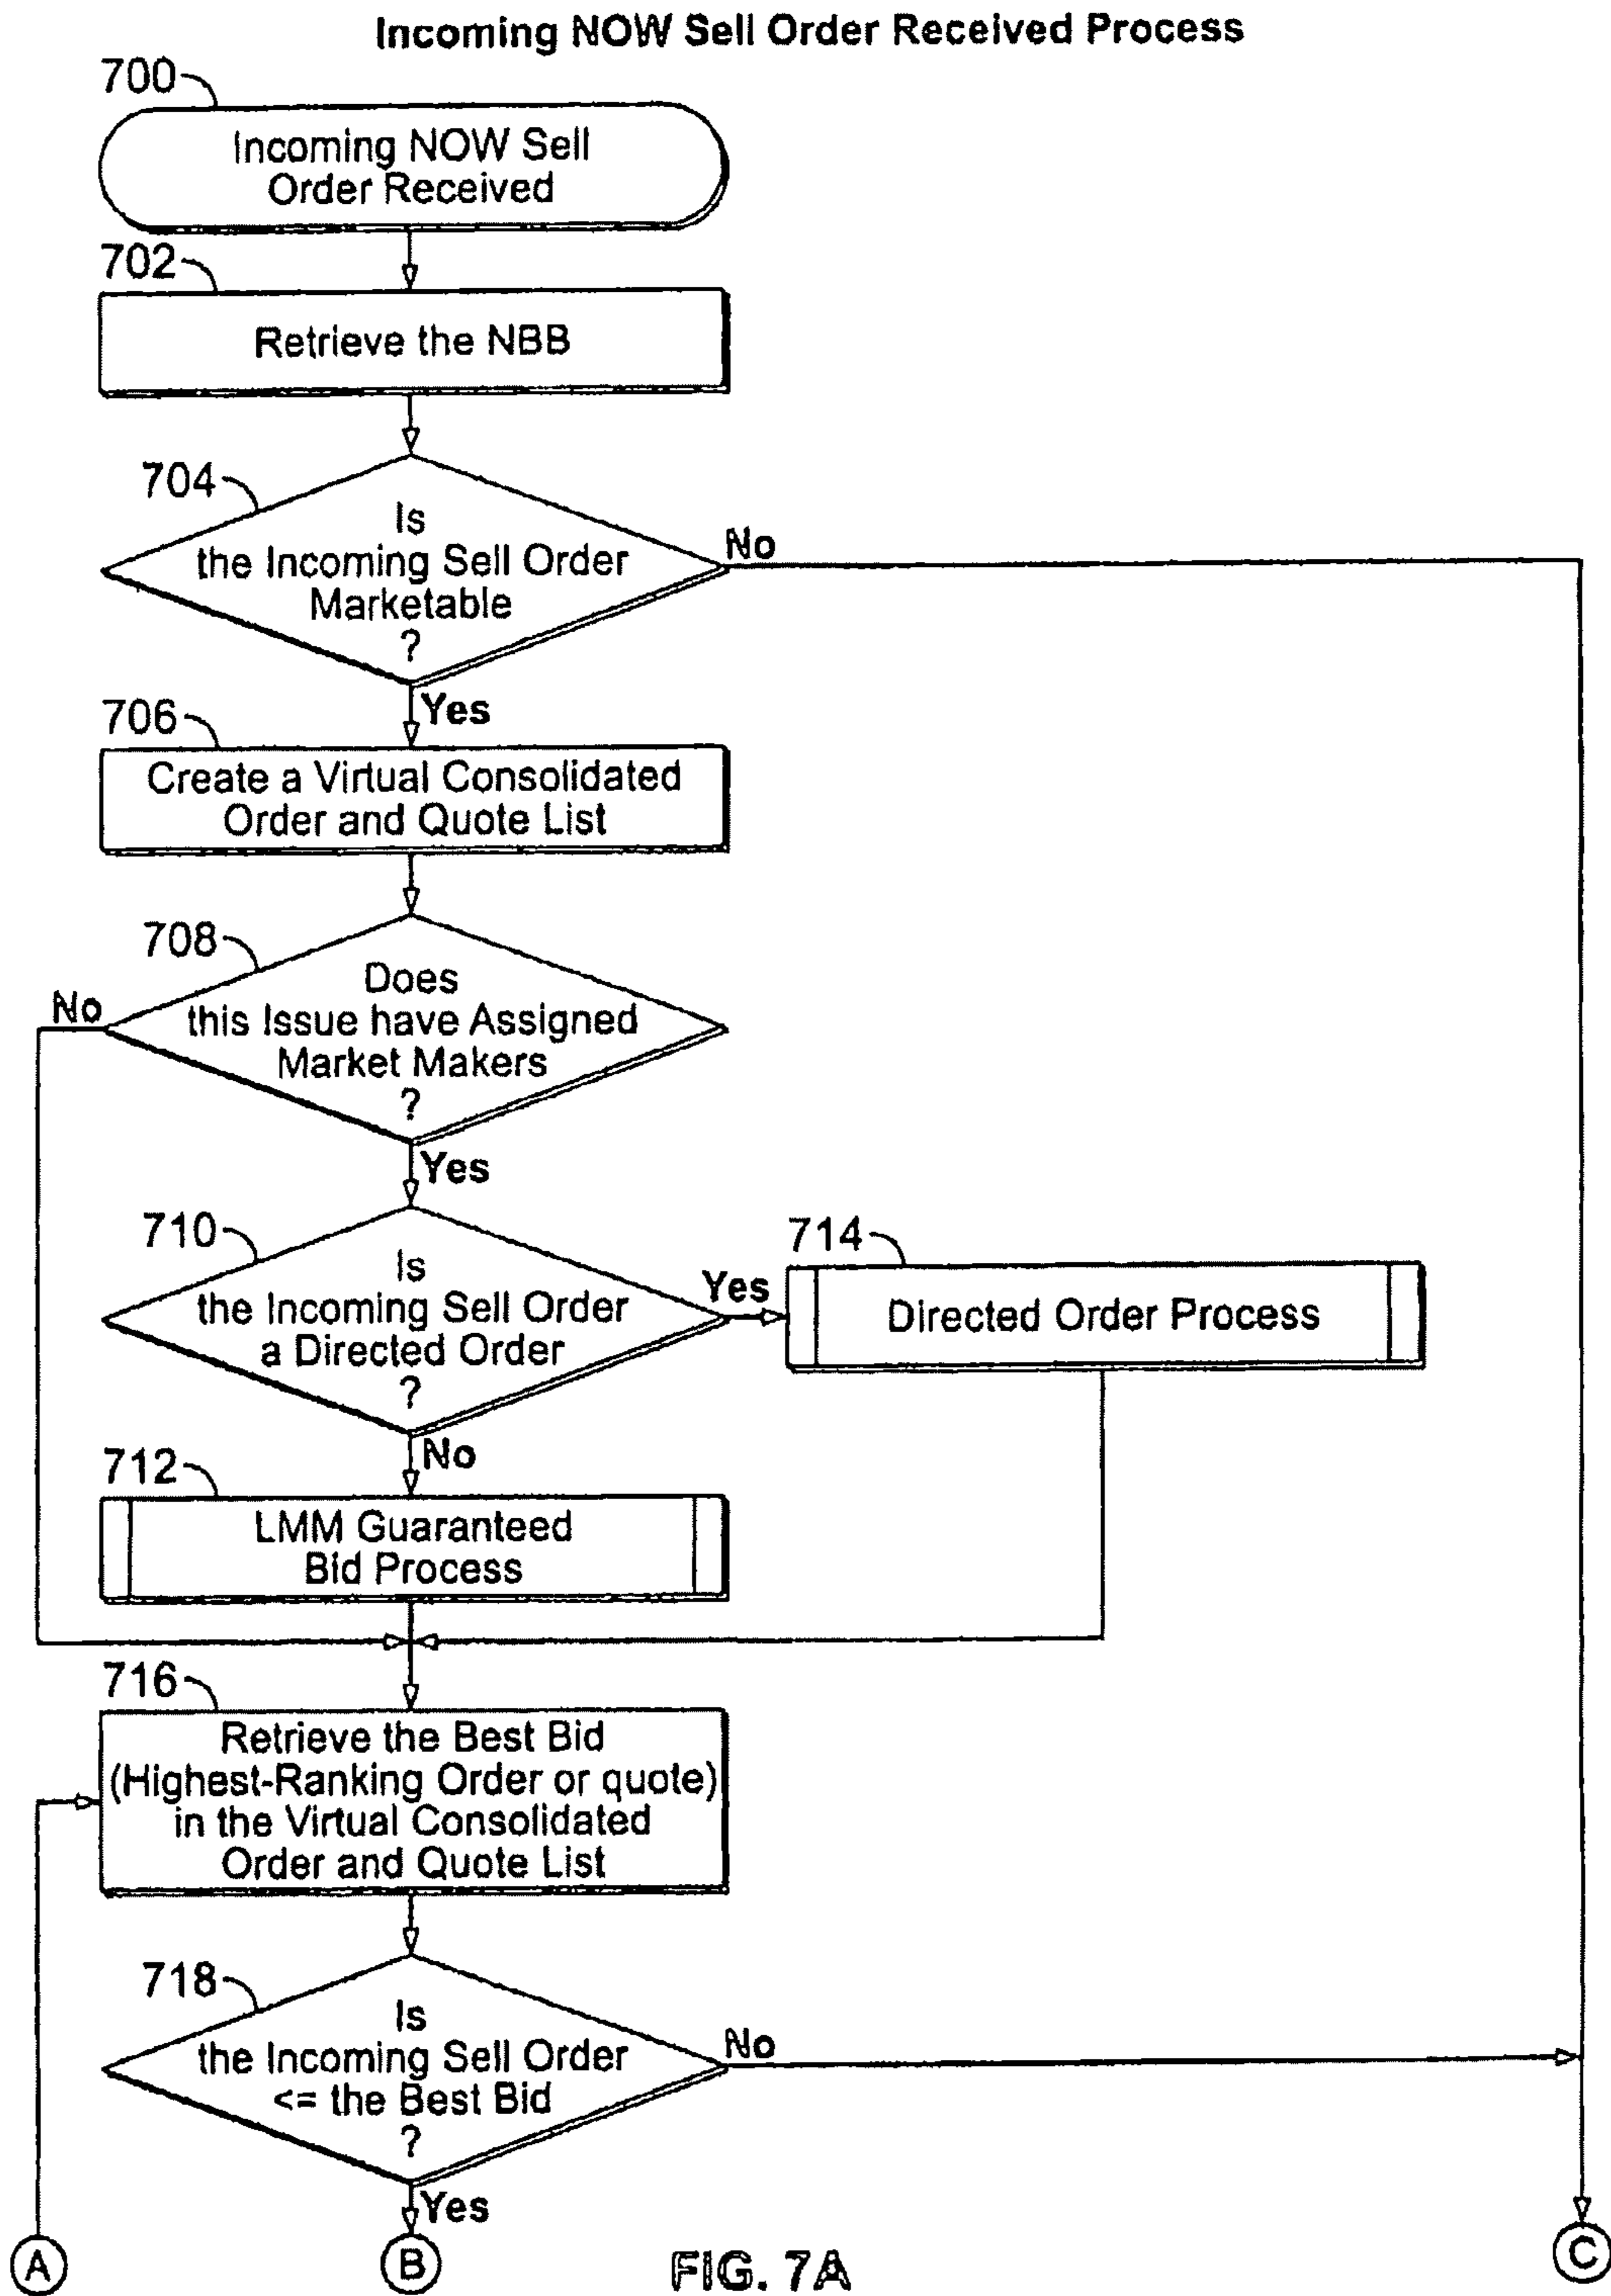 Incoming NOW Sell Order Received Process
700
Incoming NOW Sell
Order Received
702
Retrieve the NBB
704
Is
the Incoming Sell Order
Marketable
?
No
Yes
706
Create a Virtual Consolidated
Order and Quote List
708
Does
this Issue have Assigned
Market Makers
?
No
Yes
710
Is
the Incoming Sell Order
a Directed Order
?
Yes
714
Directed Order Process
No
712
LMM Guaranteed
Bid Process
716
Retrieve the Best Bid
(Highest-Ranking Order or quote)
in the Virtual Consolidated
Order and Quote List
718
Is
the Incoming Sell Order
<= the Best Bid
?
No
Yes
A
B
C
FIG. 7A